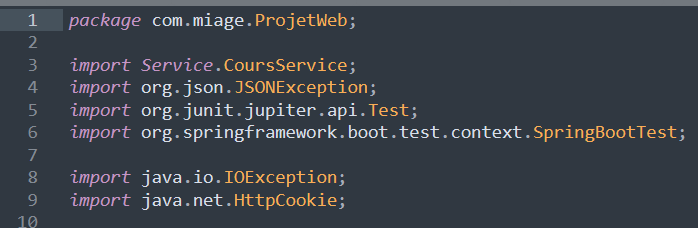 1 package com.miage.ProjetWeb;
2
3 import Service.CoursService;
4 import org.json.JSONException;
5 import org.junit.jupiter.api.Test;
6 import org.springframework.boot.test.context.SpringBootTest;
7
8 import java.io.IOException;
9 import java.net.HttpCookie;
10